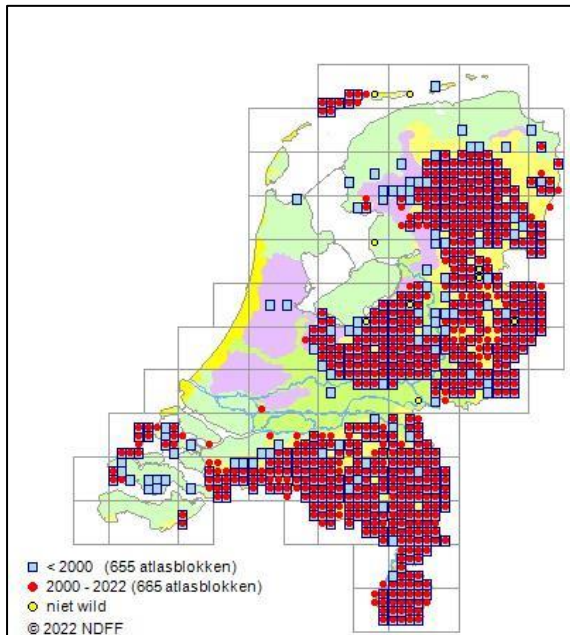 < 2000 (655 atlasblokken)
2000 - 2022 (665 atlasblokken)
niet wild
© 2022 NDFF